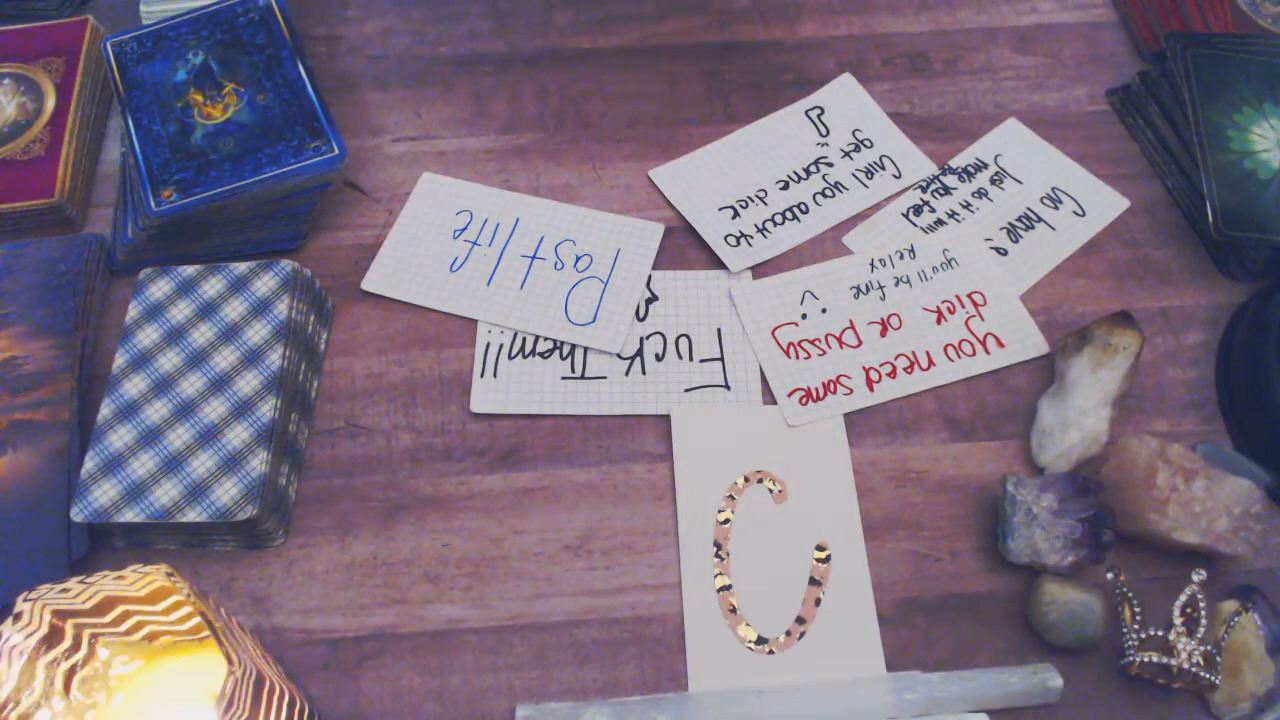 Past life
Fuck Them!!
Girl you about to
get some dick
Go have?
Just do it it will
make you feel
you need some
dick or pussy
you'll be fine
Relax
C